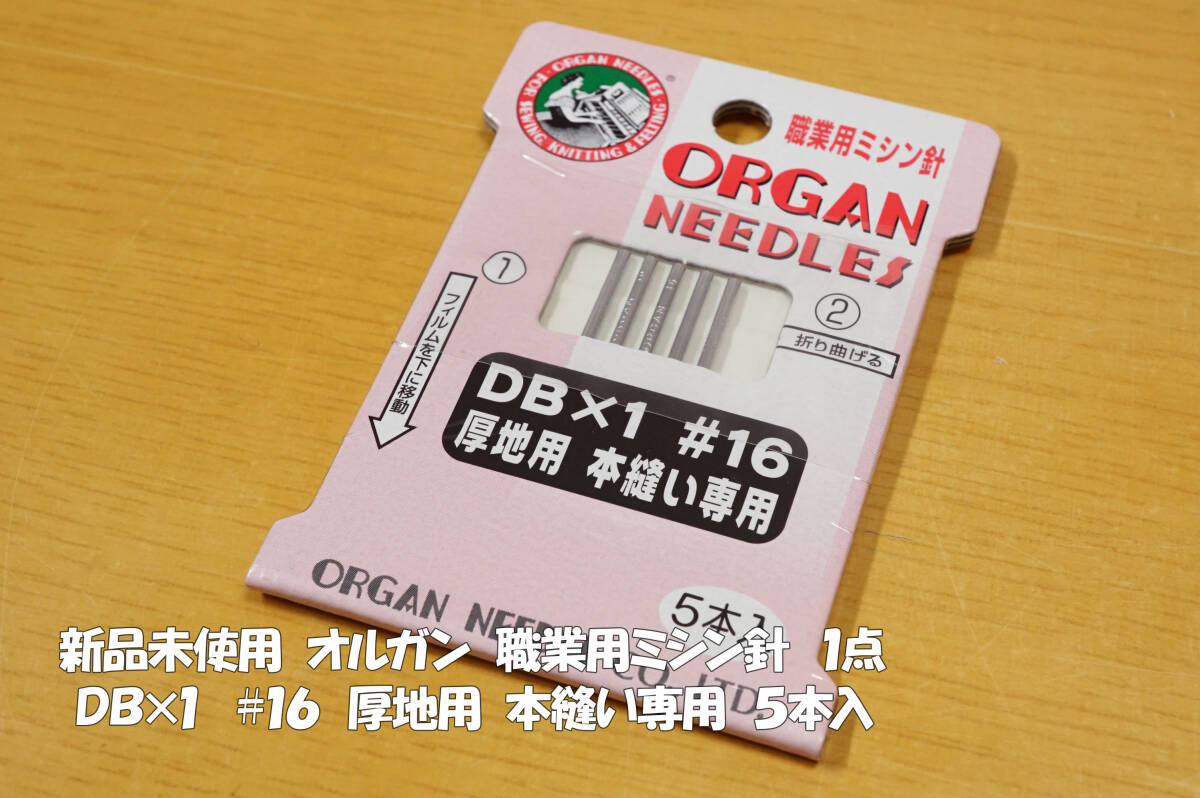 ORGAN NEEDLES
FOR SEWING, KNITTING & FELTING
®
職業用ミシン針
ORGAN
NEEDLES
1
2
フィルムを下に移動
折り曲げる
ORGAN 16
DB×1 #16
厚地用 本縫い専用
5本入
新品未使用 オルガン 職業用ミシン針 1点
DB×1 #16 厚地用 本縫い専用 5本入